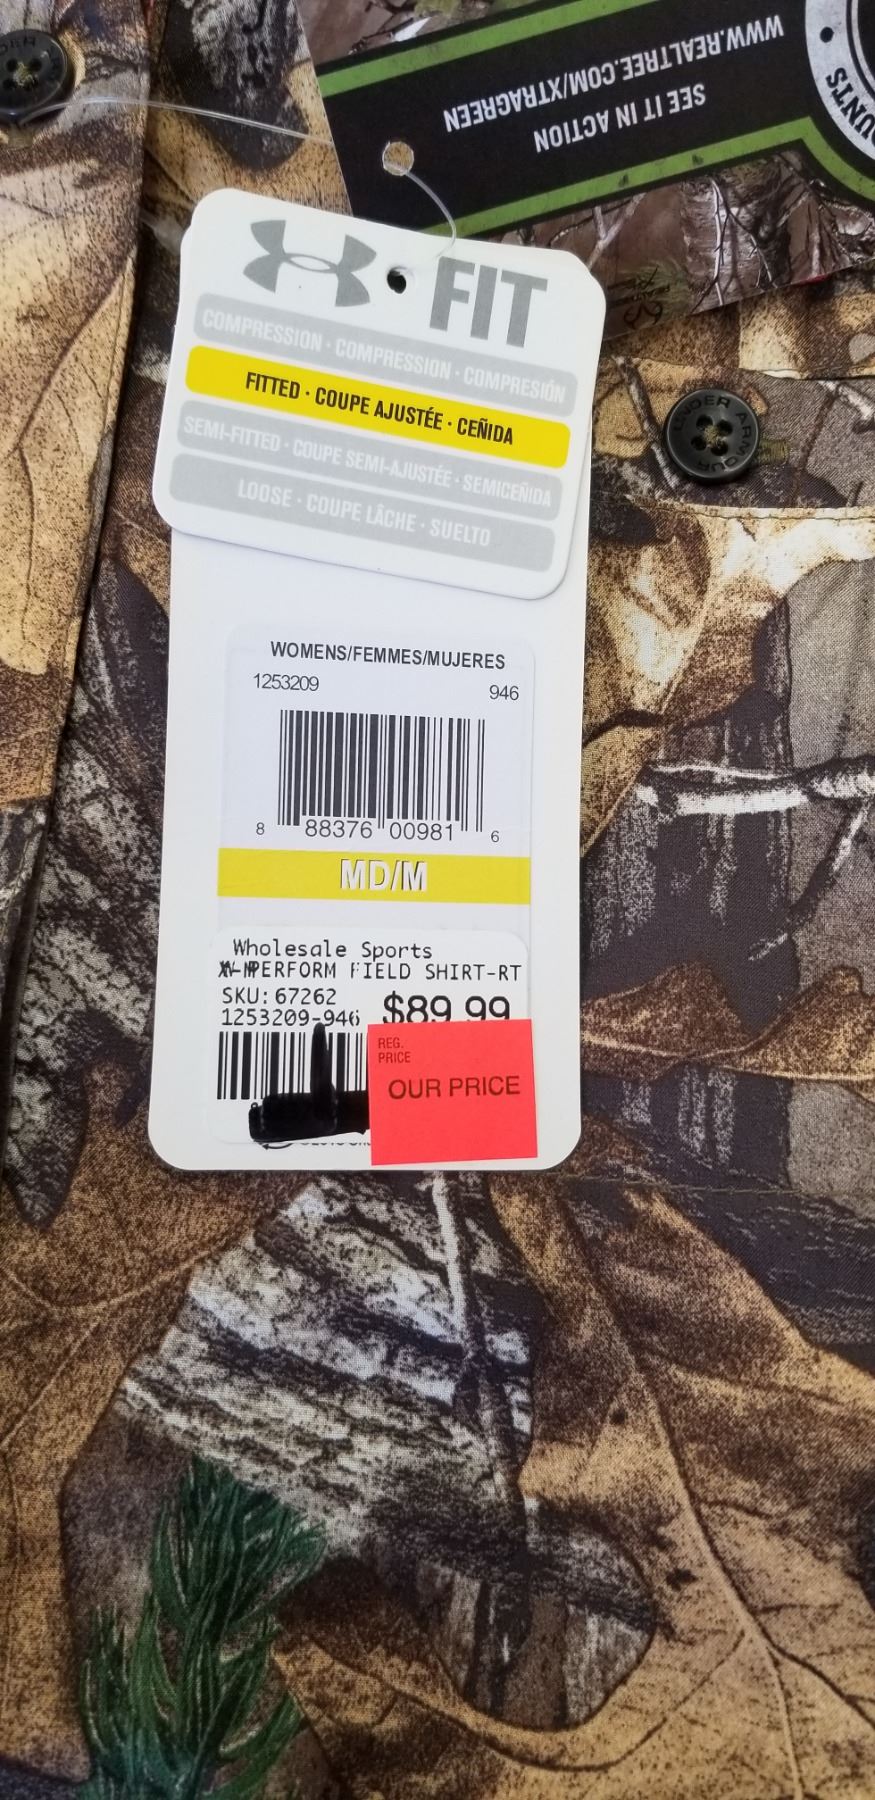 WWW.REALTREE.COM/XTRAGREEN
SEE IT IN ACTION
UNDER ARMOUR
FIT
COMPRESSION · COMPRESSION · COMPRESIÓN
FITTED · COUPE AJUSTÉE · CEÑIDA
SEMI-FITTED · COUPE SEMI-AJUSTÉE · SEMICEÑIDA
LOOSE · COUPE LÂCHE · SUELTO
WOMENS/FEMMES/MUJERES
1253209 946
8 88376 00981 6
MD/M
Wholesale Sports
PERFORM FIELD SHIRT-RT
SKU: 67262 $89.99
1253209-946
REG.
PRICE
OUR PRICE